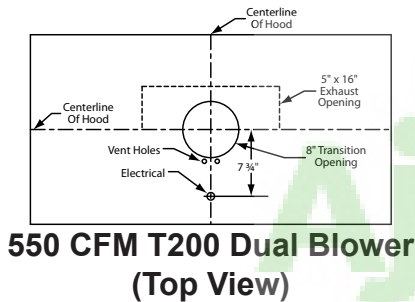 Centerline
Of Hood
5" x 16"
Exhaust
Opening
Centerline
Of Hood
Vent Holes
8" Transition
Opening
7 ¾"
Electrical
550 CFM T200 Dual Blower
(Top View)